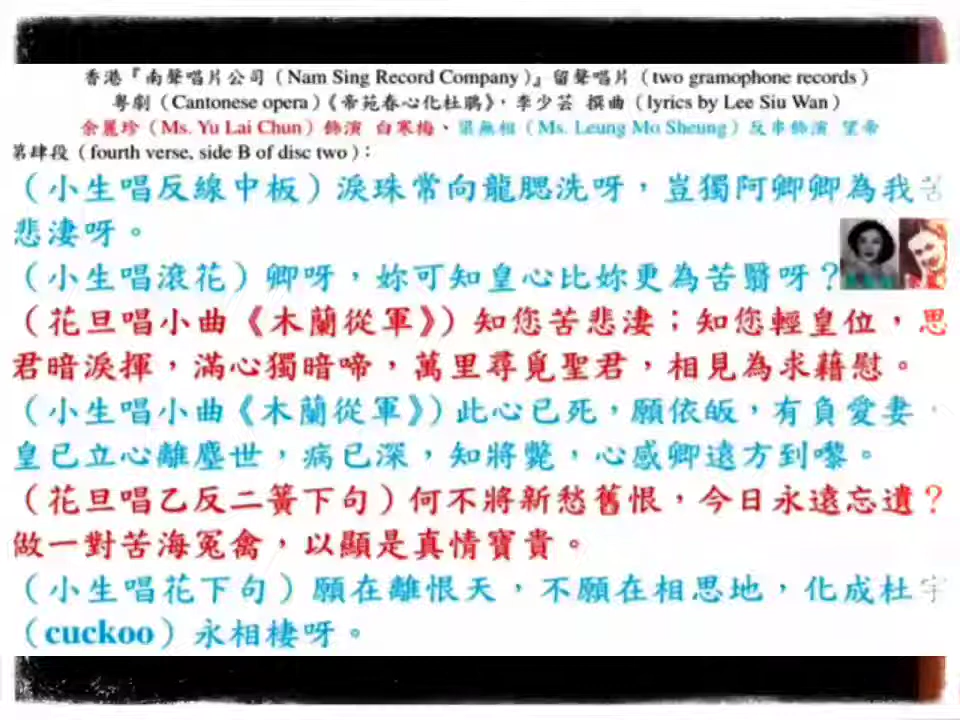 香港『南聲唱片公司（Nam Sing Record Company）』留聲唱片（two gramophone records）
粵劇（Cantonese opera）《帝苑春心化杜鵑》，李少芸 撰曲（lyrics by Lee Siu Wan）
余麗珍（Ms. Yu Lai Chun）飾演 白寒梅、梁無相（Ms. Leung Mo Sheung）反串飾演 望帝
第肆段（fourth verse, side B of disc two）：
（小生唱反線中板）淚珠常向龍腮洗呀，豈獨阿卿卿為我苦
悲淒呀。
（小生唱滾花）卿呀，妳可知皇心比妳更為苦翳呀？
（花旦唱小曲《木蘭從軍》）知您苦悲淒；知您輕皇位，思
君暗淚揮，滿心獨暗啼，萬里尋覓聖君，相見為求藉慰。
（小生唱小曲《木蘭從軍》）此心已死，願依皈，有負愛妻，
皇已立心離塵世，病已深，知將斃，心感卿遠方到嚟。
（花旦唱乙反二簧下句）何不將新愁舊恨，今日永遠忘遺？
做一對苦海冤禽，以顯是真情寶貴。
（小生唱花下句）願在離恨天，不願在相思地，化成杜宇
（cuckoo）永相棲呀。